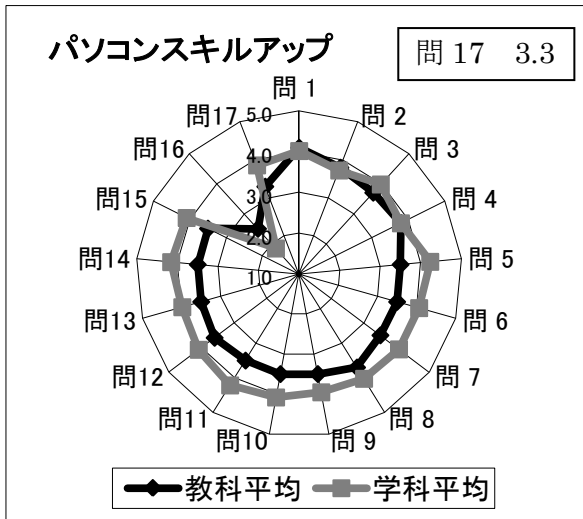 パソコンスキルアップ
問17 3.3
問 1
問 2
問 3
問 4
問 5
問 6
問 7
問 8
問 9
問10
問11
問12
問13
問14
問15
問16
問17
5.0
4.0
3.0
2.0
1.0
教科平均 学科平均